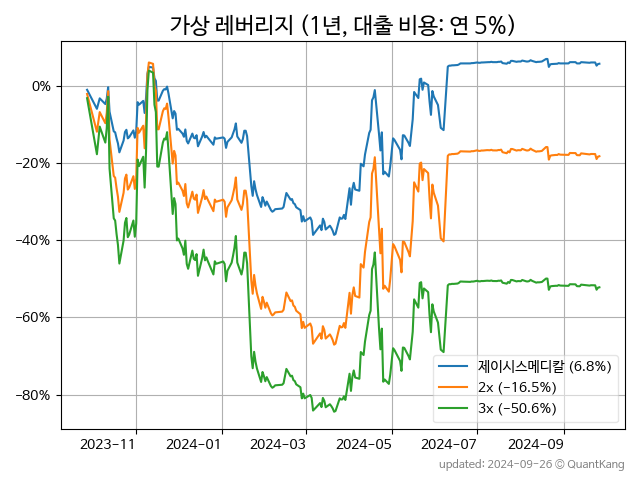 가상 레버리지 (1년, 대출 비용: 연 5%)
0%
−20%
−40%
−60%
−80%
제이시스메디칼 (6.8%)
2x (−16.5%)
3x (−50.6%)
2023−11 2024−01 2024−03 2024−05 2024−07 2024−09
updated: 2024−09−26 ⓒ QuantKang